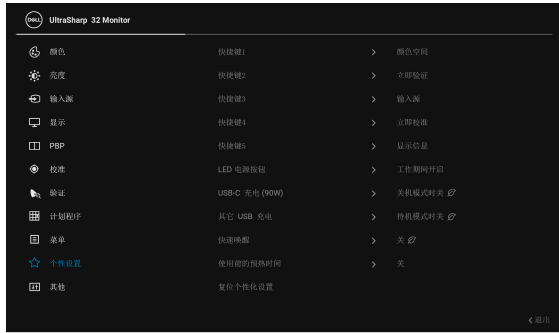 DELL UltraSharp 32 Monitor
颜色 快捷键1 颜色空间
亮度 快捷键2 立即验证
输入源 快捷键3 输入源
显示 快捷键4 立即校准
PBP 快捷键5 显示信息
校准 LED 电源按钮 工作期间开启
验证 USB-C 充电 (90W) 关机模式时关
计划程序 其它 USB 充电 待机模式时关
菜单 快速唤醒 关
个性设置 使用前的预热时间 关
其他 复位个性化设置
退出